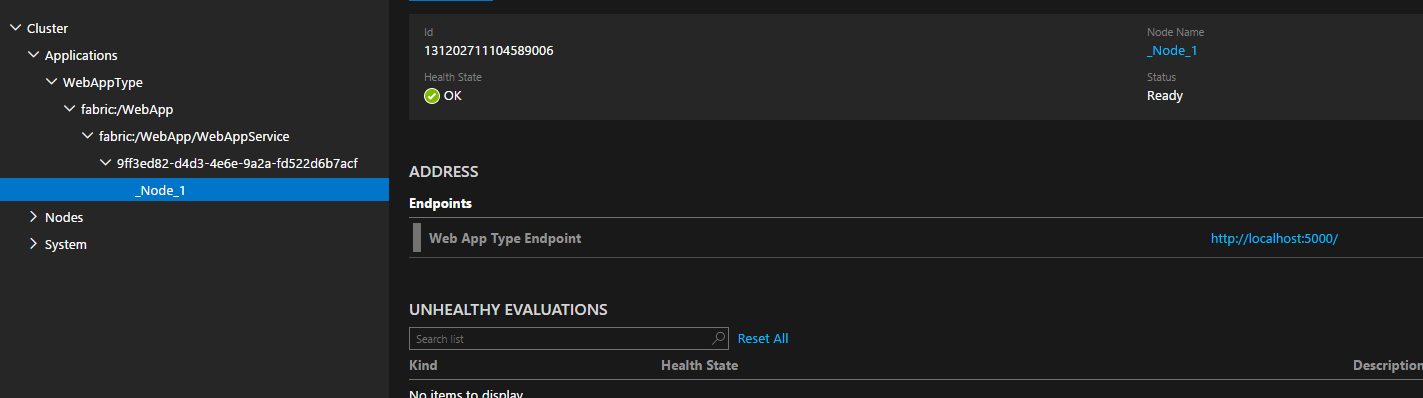 Cluster
Applications
WebAppType
fabric:/WebApp
fabric:/WebApp/WebAppService
9ff3ed82-d4d3-4e6e-9a2a-fd522d6b7acf
_Node_1
Nodes
System
Id
131202711104589006
Node Name
_Node_1
Health State
OK
Status
Ready
ADDRESS
Endpoints
Web App Type Endpoint http://localhost:5000/
UNHEALTHY EVALUATIONS
Search list Reset All
Kind Health State Description
No items to display